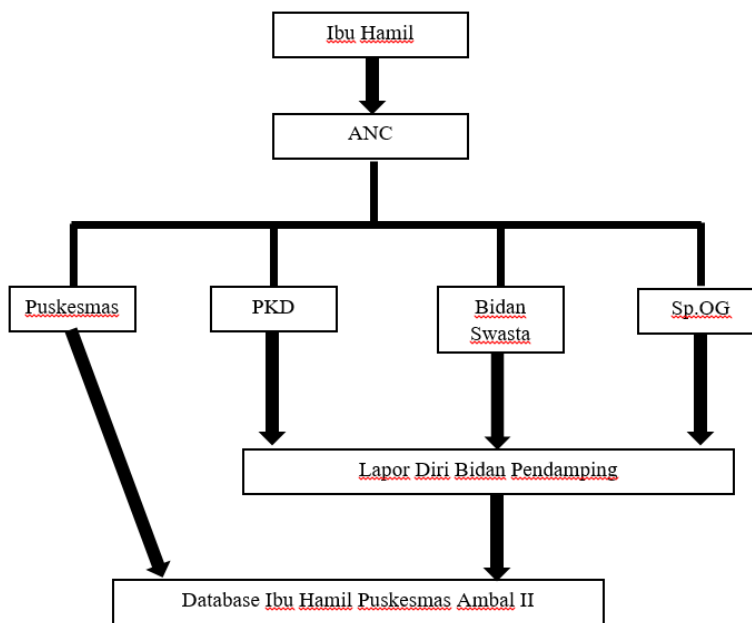 Ibu Hamil
ANC
Puskesmas
PKD
Bidan
Swasta
Sp.OG
Lapor Diri Bidan Pendamping
Database Ibu Hamil Puskesmas Ambal II